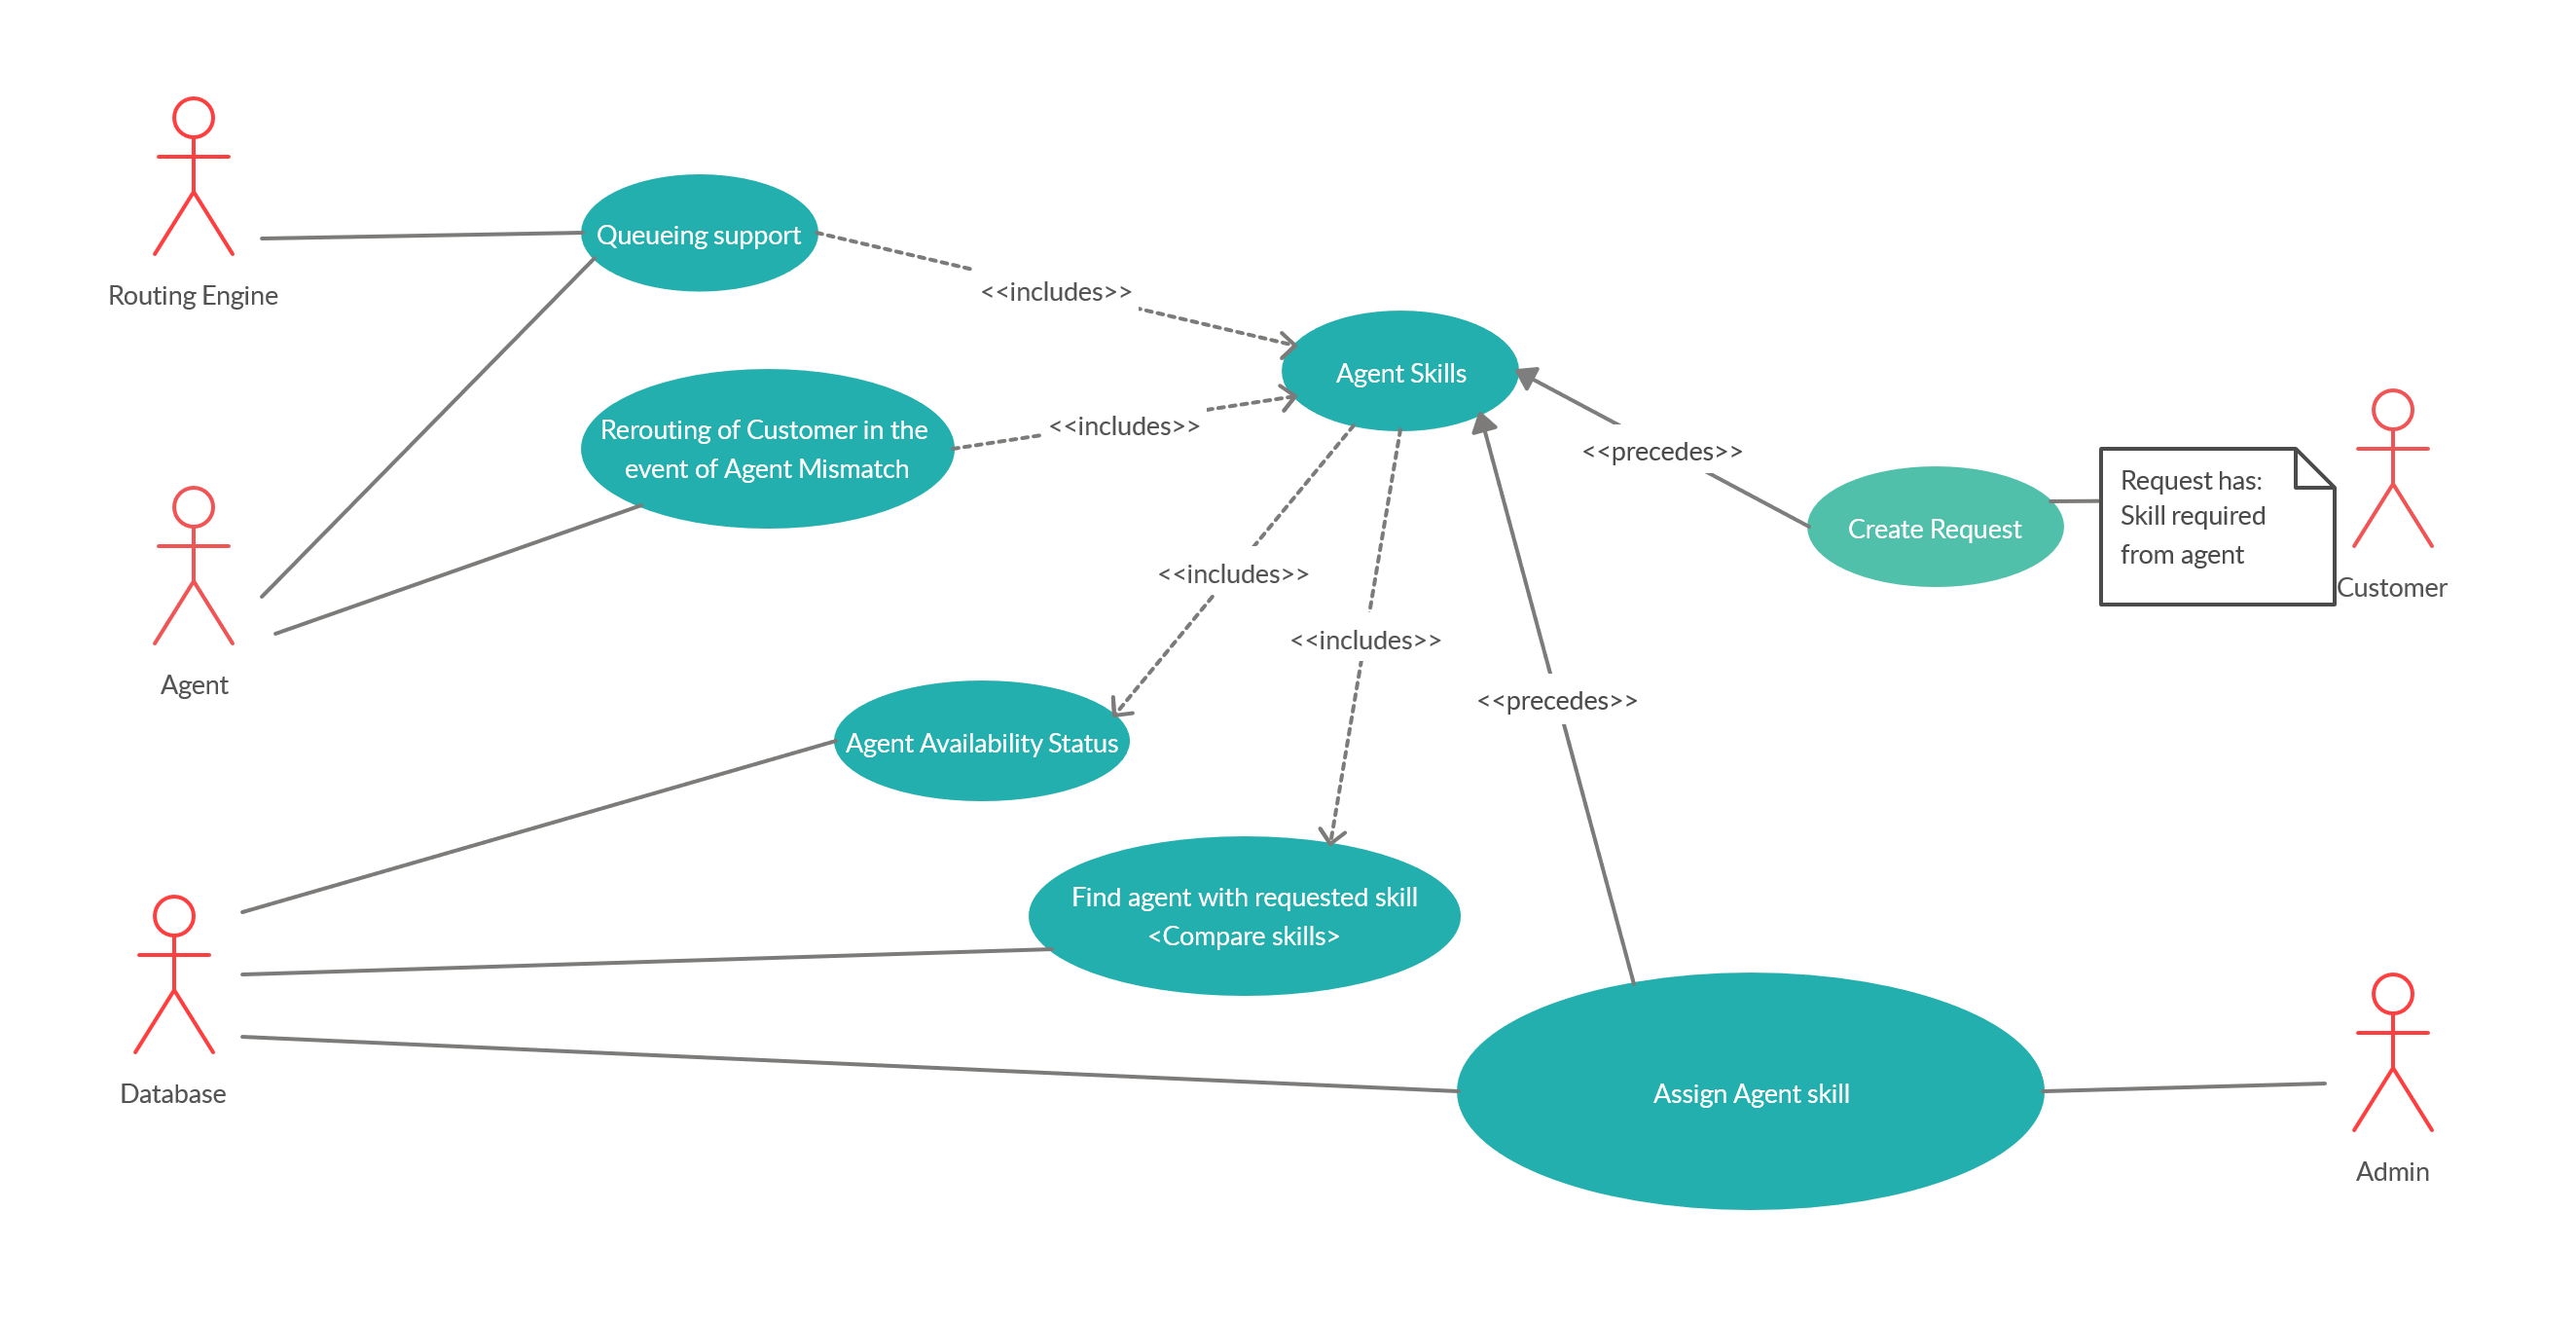 Routing Engine
Queueing support
<<includes>>
Agent Skills
Rerouting of Customer in the
event of Agent Mismatch
<<includes>>
<<precedes>>
Create Request
Request has:
Skill required
from agent
Customer
Agent
<<includes>>
<<includes>>
<<precedes>>
Agent Availability Status
Find agent with requested skill
<Compare skills>
Database
Assign Agent skill
Admin